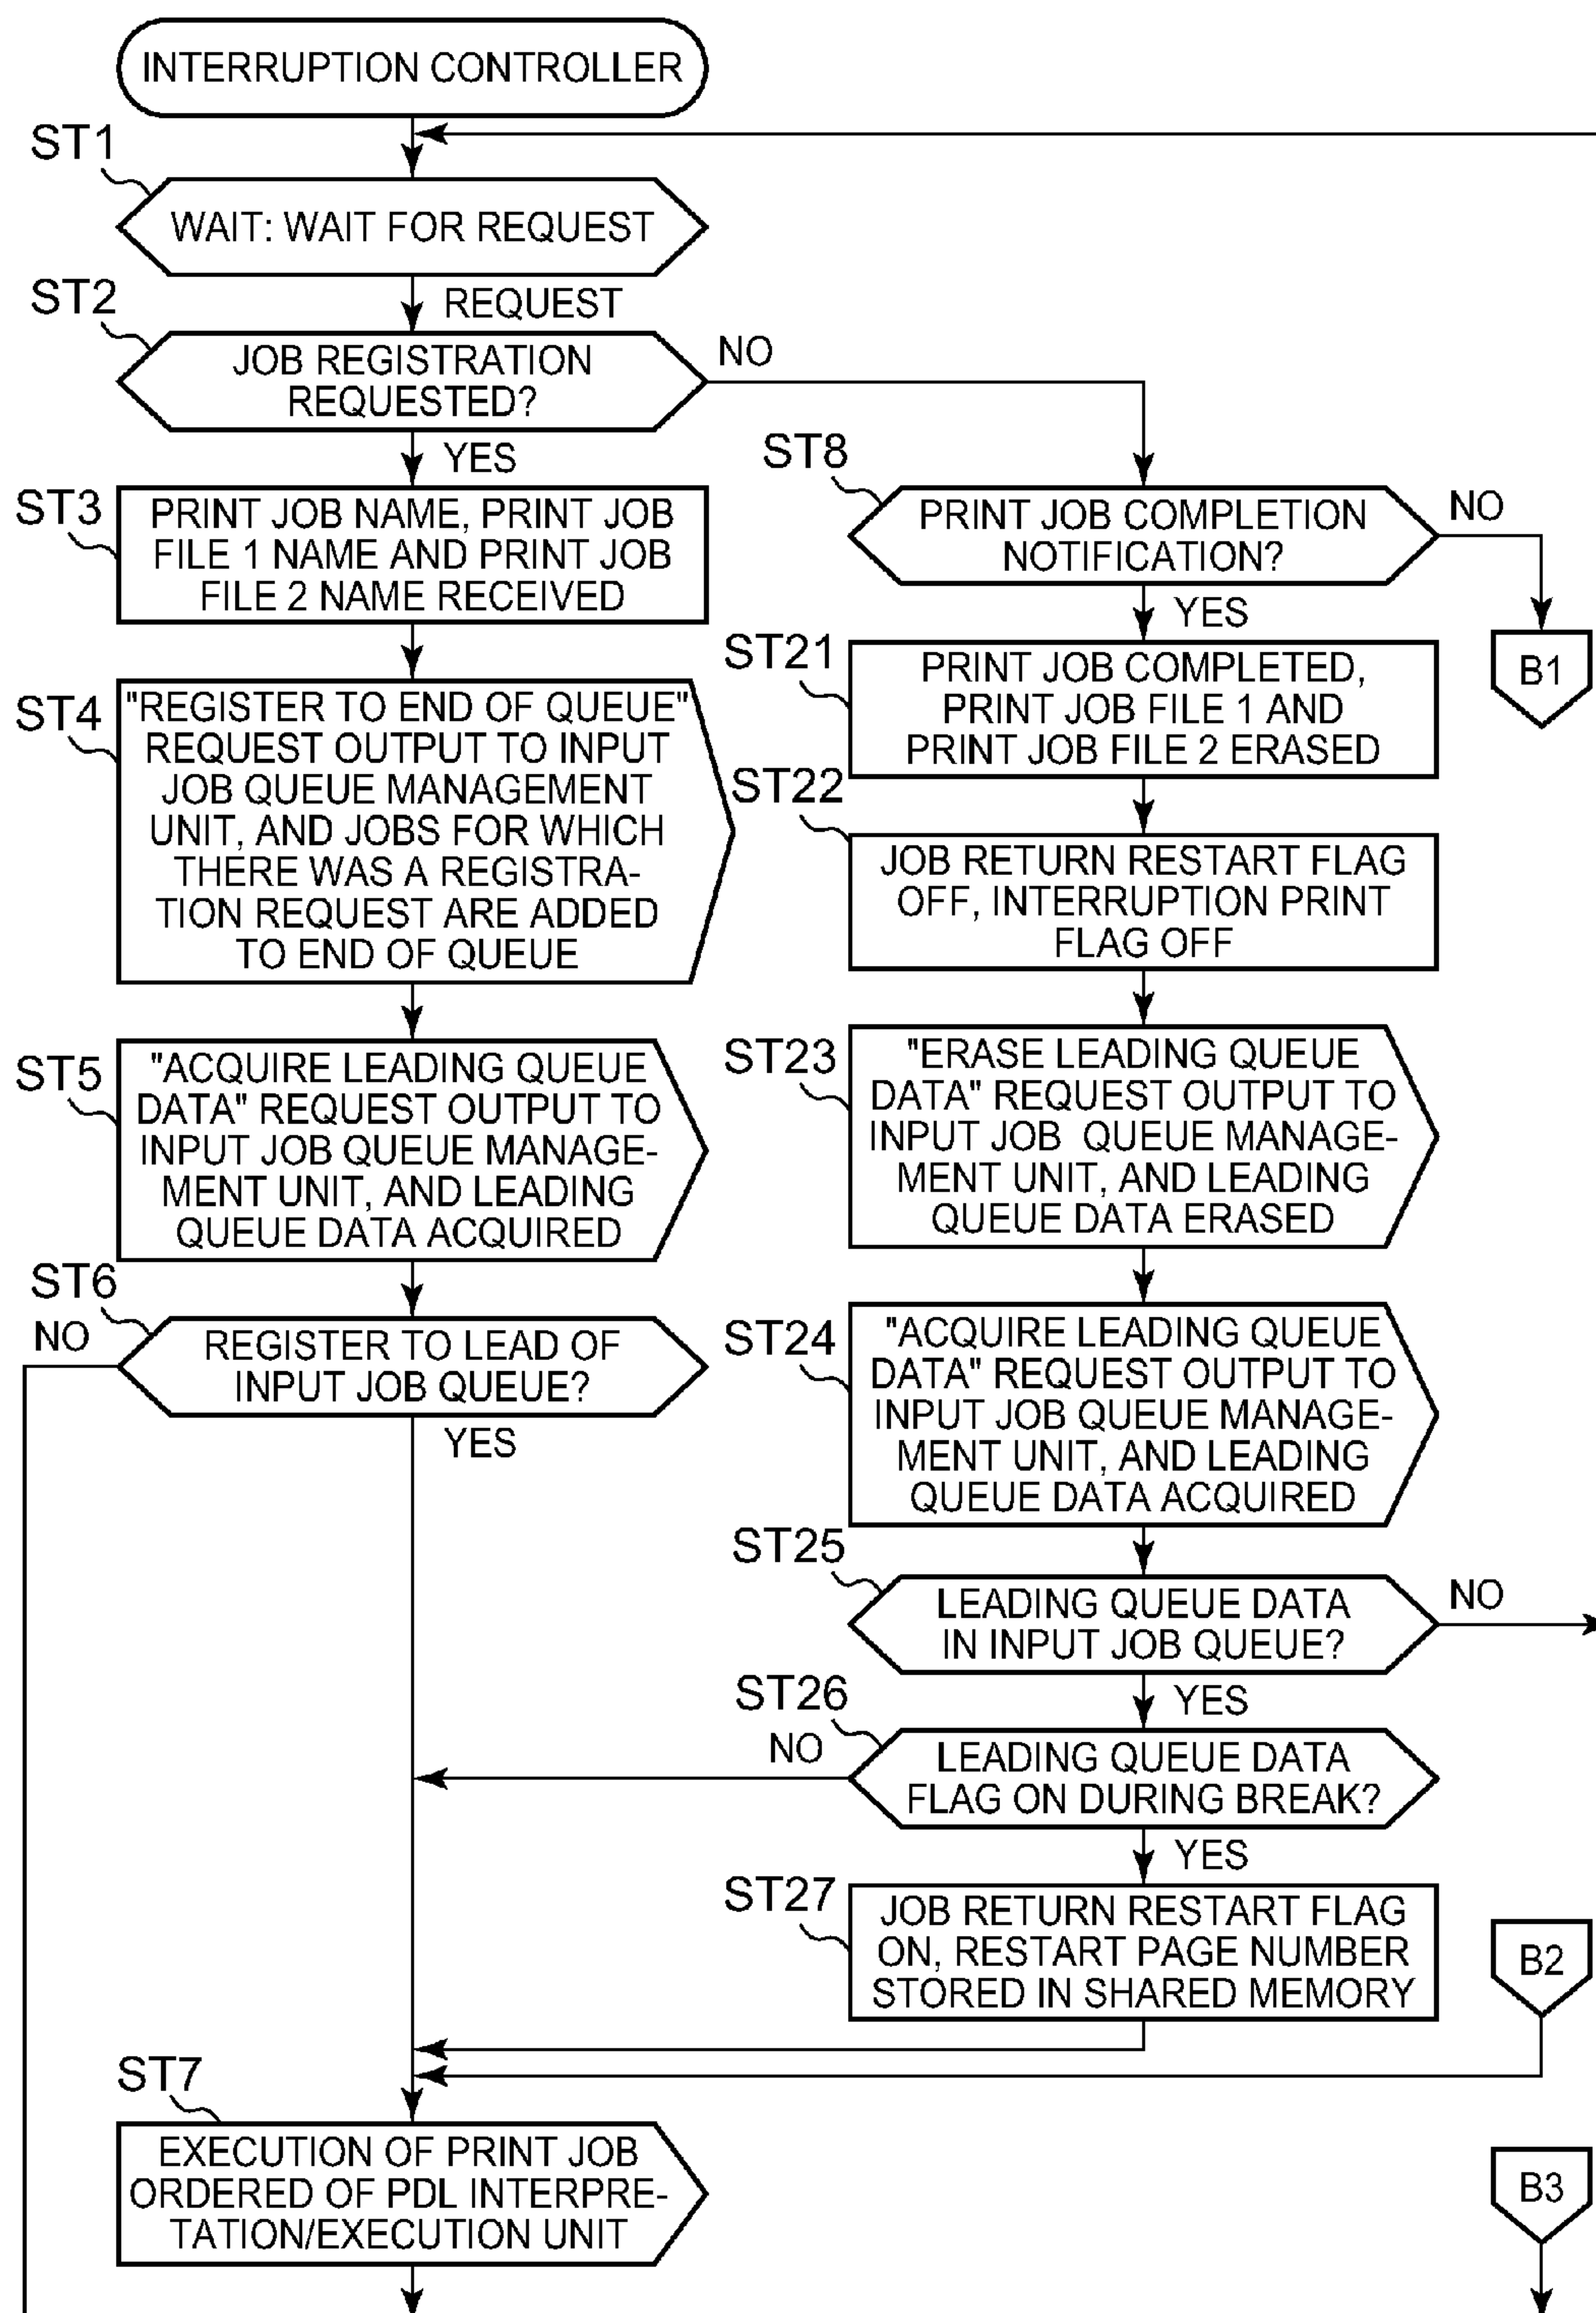 INTERRUPTION CONTROLLER
ST1
WAIT: WAIT FOR REQUEST
REQUEST
ST2
JOB REGISTRATION
REQUESTED?
NO
YES
ST3
PRINT JOB NAME, PRINT JOB
FILE 1 NAME AND PRINT JOB
FILE 2 NAME RECEIVED
ST4
"REGISTER TO END OF QUEUE"
REQUEST OUTPUT TO INPUT
JOB QUEUE MANAGEMENT
UNIT, AND JOBS FOR WHICH
THERE WAS A REGISTRA-
TION REQUEST ARE ADDED
TO END OF QUEUE
ST5
"ACQUIRE LEADING QUEUE
DATA" REQUEST OUTPUT TO
INPUT JOB QUEUE MANAGE-
MENT UNIT, AND LEADING
QUEUE DATA ACQUIRED
ST6
NO
REGISTER TO LEAD OF
INPUT JOB QUEUE?
YES
ST8
PRINT JOB COMPLETION
NOTIFICATION?
NO
B1
YES
ST21
PRINT JOB COMPLETED,
PRINT JOB FILE 1 AND
PRINT JOB FILE 2 ERASED
ST22
JOB RETURN RESTART FLAG
OFF, INTERRUPTION PRINT
FLAG OFF
ST23
"ERASE LEADING QUEUE
DATA" REQUEST OUTPUT TO
INPUT JOB QUEUE MANAGE-
MENT UNIT, AND LEADING
QUEUE DATA ERASED
ST24
"ACQUIRE LEADING QUEUE
DATA" REQUEST OUTPUT TO
INPUT JOB QUEUE MANAGE-
MENT UNIT, AND LEADING
QUEUE DATA ACQUIRED
ST25
LEADING QUEUE DATA
IN INPUT JOB QUEUE?
NO
YES
ST26
NO
LEADING QUEUE DATA
FLAG ON DURING BREAK?
YES
ST27
JOB RETURN RESTART FLAG
ON, RESTART PAGE NUMBER
STORED IN SHARED MEMORY
B2
ST7
EXECUTION OF PRINT JOB
ORDERED OF PDL INTERPRE-
TATION/EXECUTION UNIT
B3